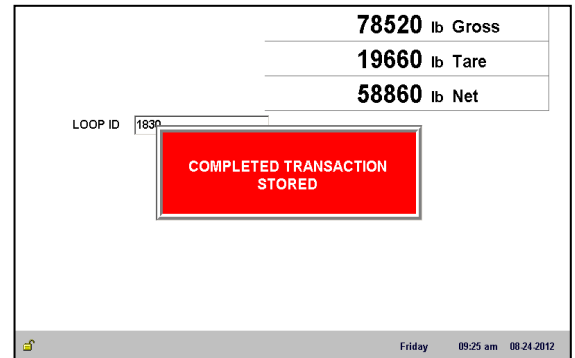 78520 lb Gross
19660 lb Tare
58860 lb Net
LOOP ID 1830
COMPLETED TRANSACTION
STORED
Friday 09:25 am 08-24-2012